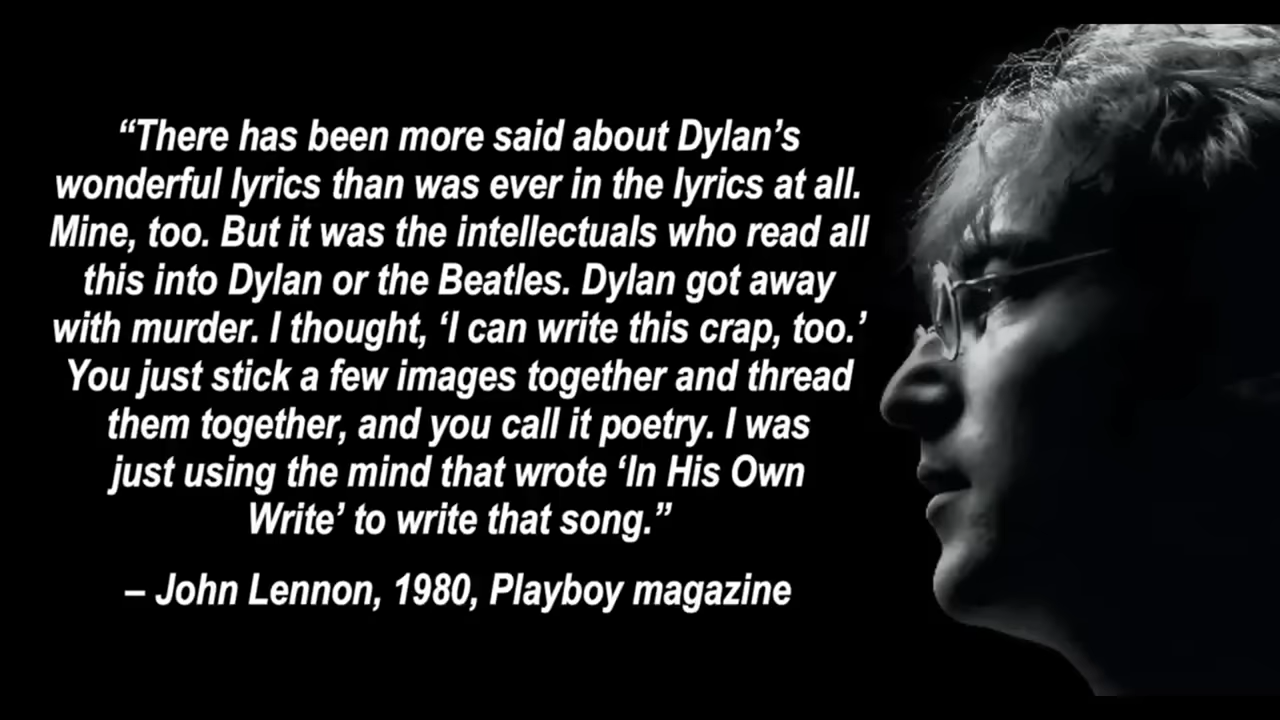 “There has been more said about Dylan’s
wonderful lyrics than was ever in the lyrics at all.
Mine, too. But it was the intellectuals who read all
this into Dylan or the Beatles. Dylan got away
with murder. I thought, ‘I can write this crap, too.’
You just stick a few images together and thread
them together, and you call it poetry. I was
just using the mind that wrote ‘In His Own
Write’ to write that song.”
– John Lennon, 1980, Playboy magazine